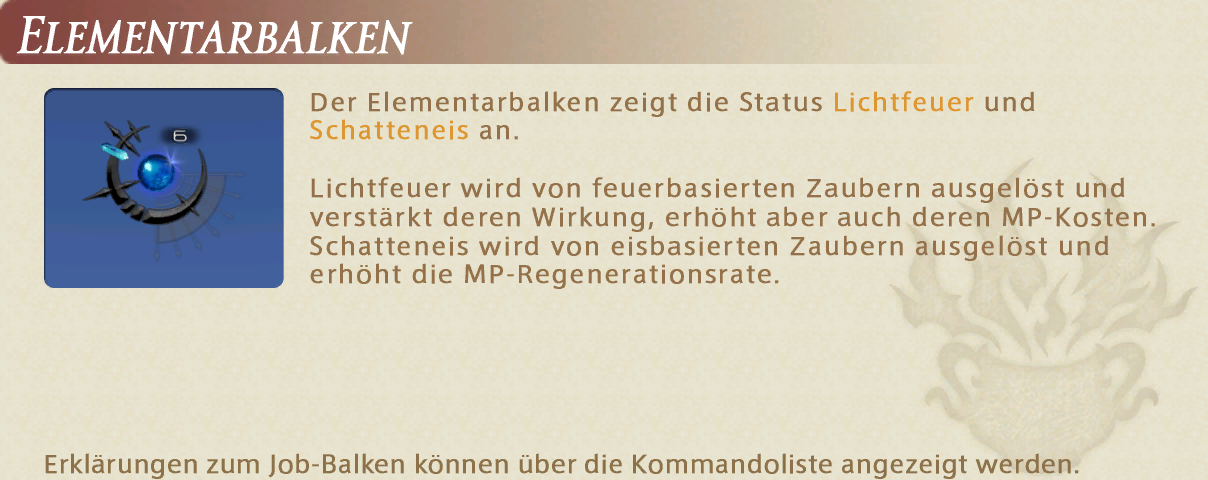 ELEMENTARBALKEN
6
Der Elementarbalken zeigt die Status Lichtfeuer und
Schatteneis an.
Lichtfeuer wird von feuerbasierten Zaubern ausgelöst und
verstärkt deren Wirkung, erhöht aber auch deren MP-Kosten.
Schatteneis wird von eisbasierten Zaubern ausgelöst und
erhöht die MP-Regenerationsrate.
Erklärungen zum Job-Balken können über die Kommandoliste angezeigt werden.